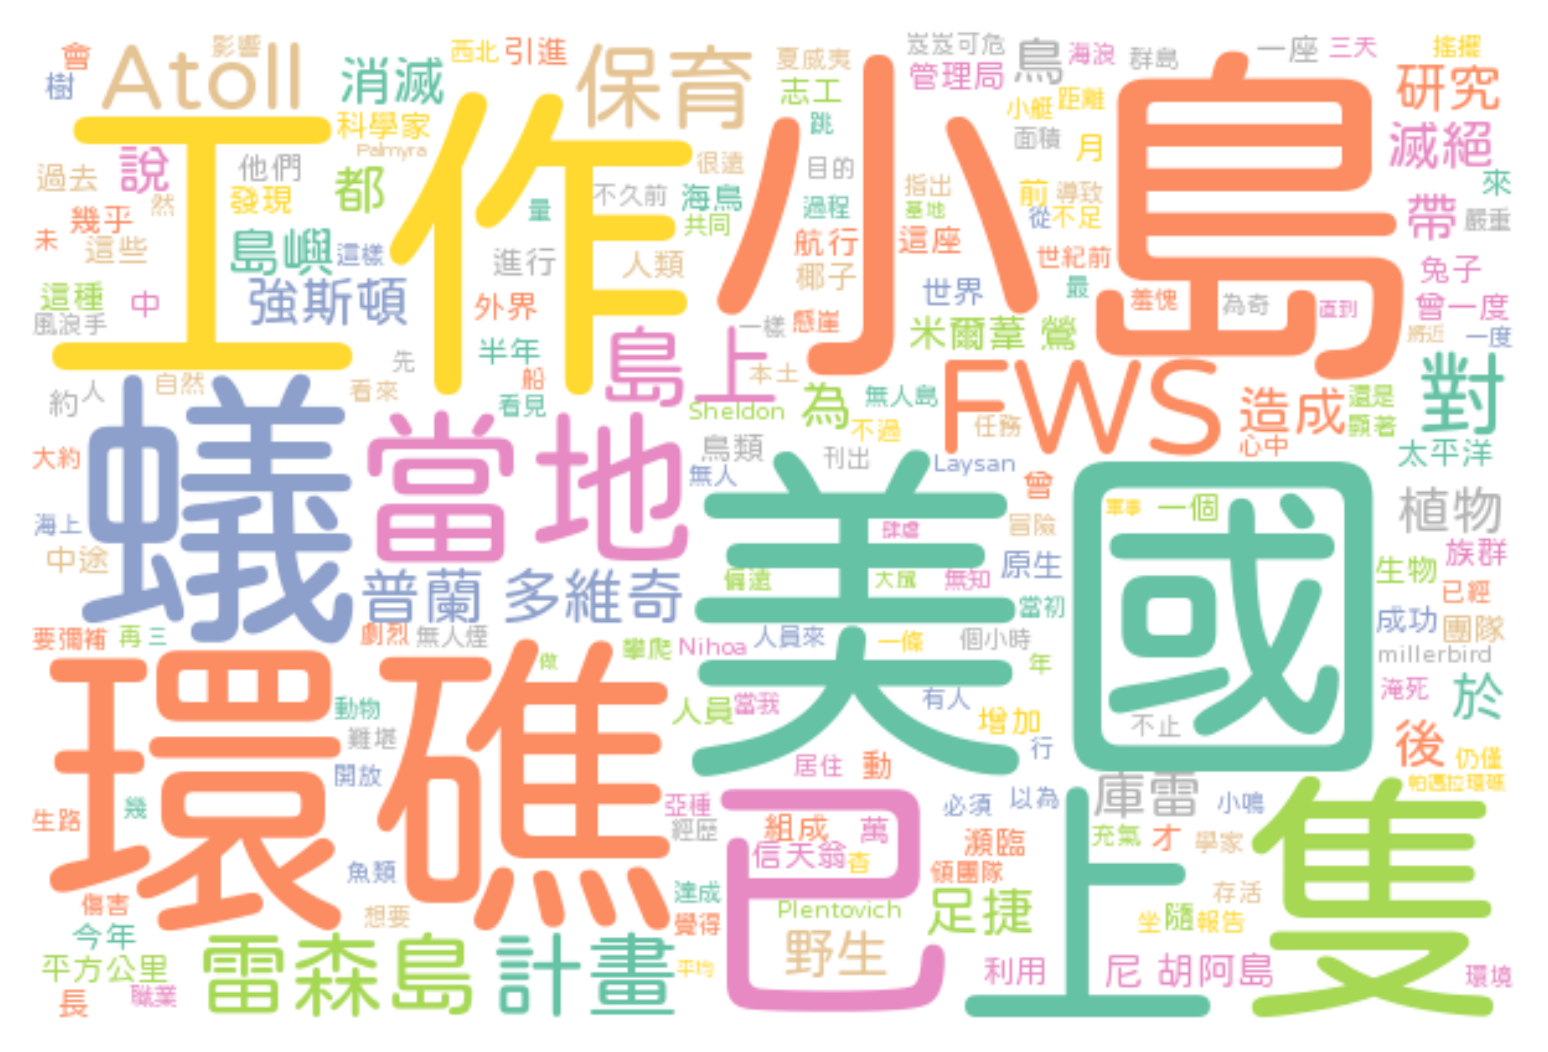 會
影響
西北
引進
保育
夏威夷
岌岌可危
鳥
海浪
群島
一座
三天
搖擺
樹
Atoll
消滅
志工
管理局
小艇
距離
研究
科學家
Palmyra
跳
面積
月
滅絕
工作
小島
過去
說
他們
都
很遠
目的
指出
前
導致
來
然
發現
不久前
海鳥
過程
基地
從
不足
帶
嚴重
未
幾乎
量
共同
這些
島嶼
這樣
進行
人類
航行
這座
世紀前
椰子
兔子
這種
中
強斯頓
外界
世界
最
羞愧
為奇
直到
曾一度
風浪手
半年
島上
一樣
懸崖
米爾葦 鶯
將近
一度
先
船
本土
約
人
自然
看來
看見
Sheldon
為
無人島
FWS
造成
還是
對
不過
任務
顯著
心中
蟻
當地
鳥類
刊出
大約
無人
Laysan
太平洋
曾
美國
軍事
一個
植物
海上
肆虐
冒險
中途
普蘭 多維奇
偏遠
大鼠
無知
原生
生物
族群
當初
已經
要彌補
再
三
劇烈
無人煙
攀爬
Nihoa
人員來
一條
個小時
成功
團隊
做
年
millerbird
環礁
動物
人員
當我
有人
增加
淹死
於
難堪
不止
行
後
開放
居住
動
仍僅
庫雷
帕邁拉環礁
生路
幾
亞種
已
必須
以為
上
小鳴
隻
經歷
組成
萬
瀕臨
充氣
才
學家
信天翁
查
魚類
領團隊
傷害
達成
存活
想要
覺得
Plentovich
足捷
坐
隨
報告
今年
雷森島
計畫
野生
平方公里
平均
利用
尼 胡阿島
環境
長
職業